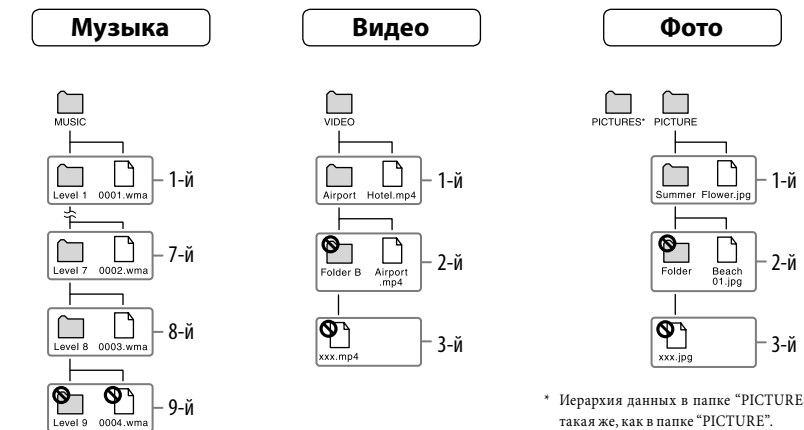 Музыка
Видео
Фото
MUSIC
VIDEO
PICTURES* PICTURE
Level 1 0001.wma 1-й
Airport Hotel.mp4 1-й
Summer Flower.jpg 1-й
Level 7 0002.wma 7-й
Folder B Airport
.mp4 2-й
Folder Beach
01.jpg 2-й
Level 8 0003.wma 8-й
xxx.mp4 3-й
xxx.jpg 3-й
Level 9 0004.wma 9-й
* Иерархия данных в папке “PICTURE
такая же, как в папке “PICTURE”.